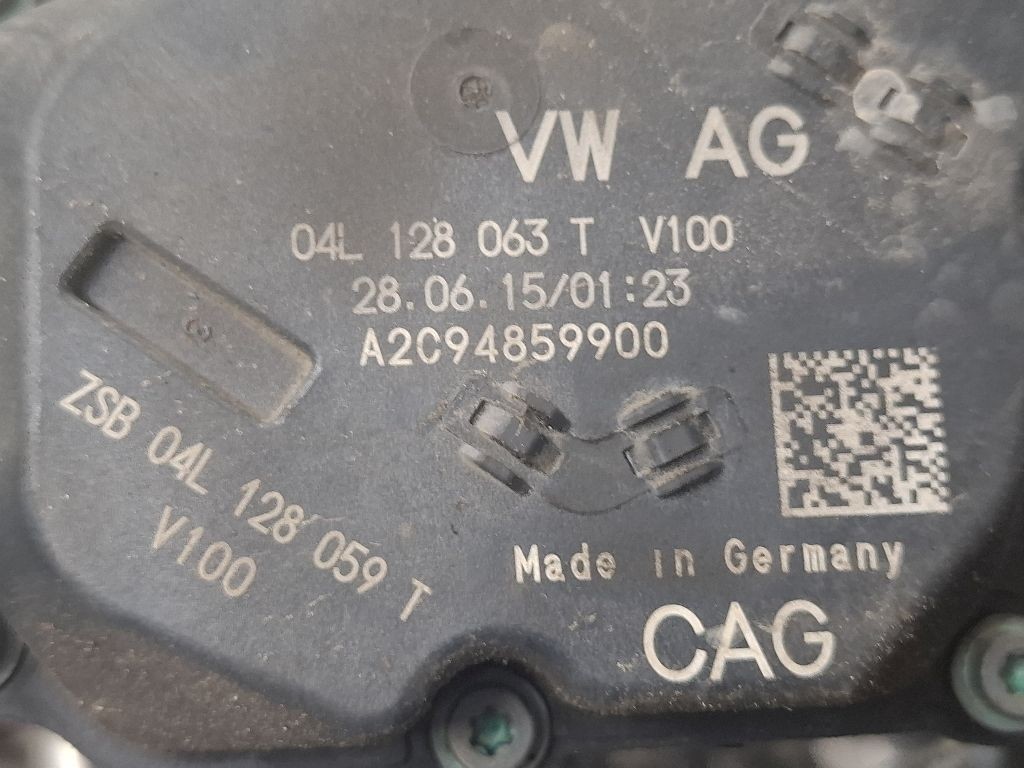 VW AG
04L 128 063 T V100
28.06.15/01:23
A2C94859900
ZSB 04L 128 059 T
V100
Made in Germany
CAG